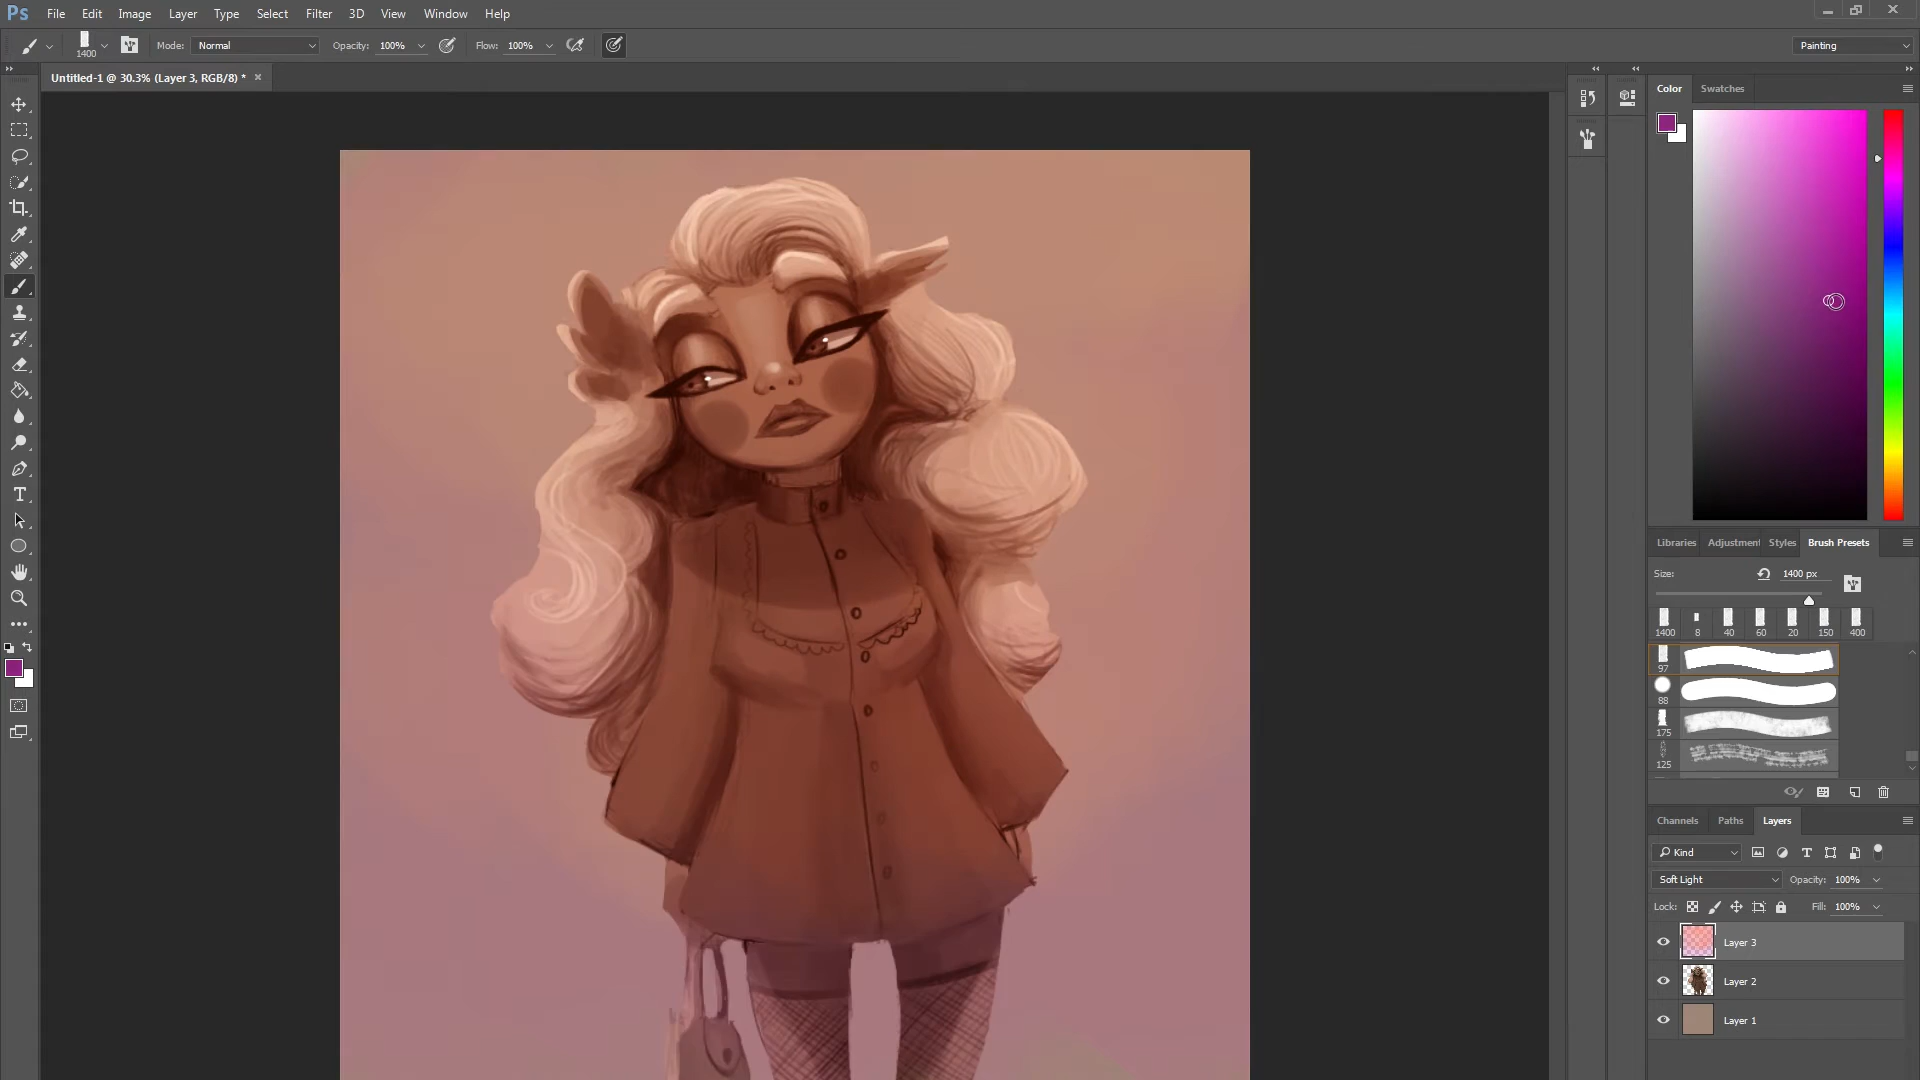 Ps File Edit Image Layer Type Select Filter 3D View Window Help
1400 Mode: Normal Opacity: 100% Flow: 100% Painting
Untitled-1 @ 30.3% (Layer 3, RGB/8) * ×
Color Swatches
T
Libraries Adjustment Styles Brush Presets
Size: 1400 px
1400 8 40 60 20 150 400
97
88
175
125
Channels Paths Layers
Kind T
Soft Light Opacity: 100%
Lock: Fill: 100%
Layer 3
Layer 2
Layer 1